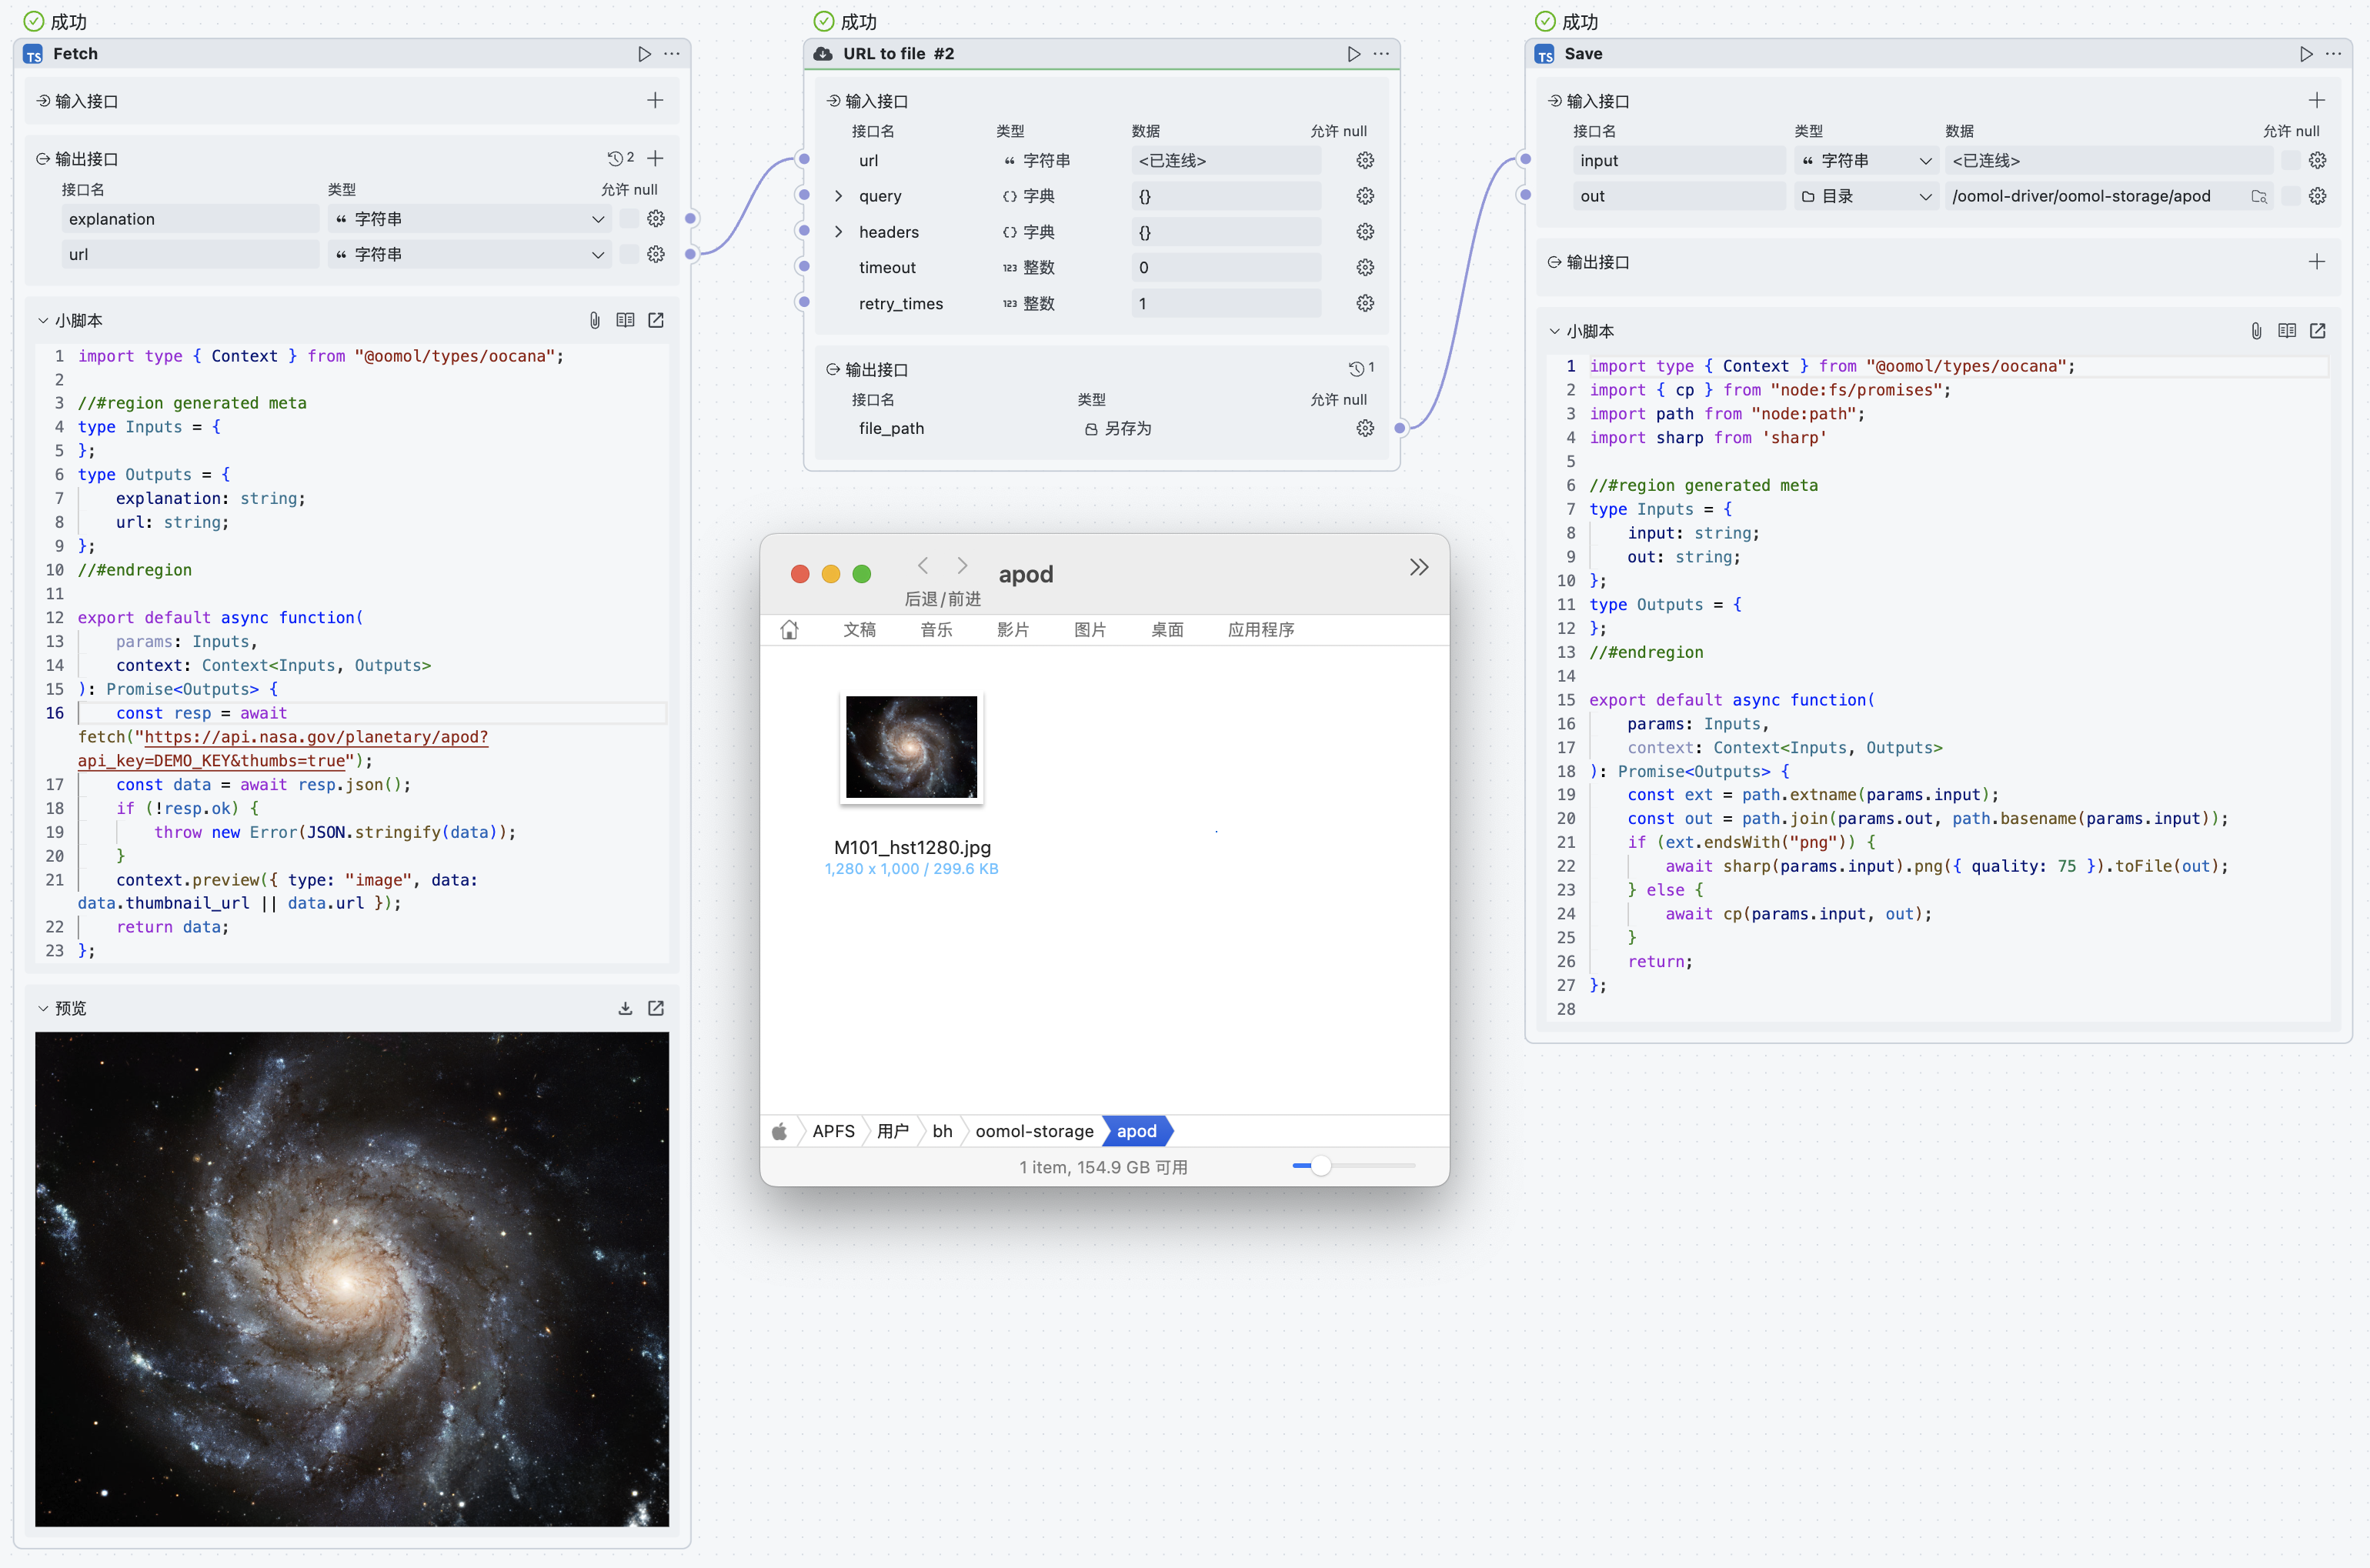 成功
TS Fetch
输入接口
输出接口 2
接口名 类型 允许 null
explanation 字符串
url 字符串
小脚本
1 import type { Context } from "@oomol/types/oocana";
2
3 //#region generated meta
4 type Inputs = {
5 };
6 type Outputs = {
7 explanation: string;
8 url: string;
9 };
10 //#endregion
11
12 export default async function(
13 params: Inputs,
14 context: Context<Inputs, Outputs>
15 ): Promise<Outputs> {
16 const resp = await
fetch("https://api.nasa.gov/planetary/apod?
api_key=DEMO_KEY&thumbs=true");
17 const data = await resp.json();
18 if (!resp.ok) {
19 throw new Error(JSON.stringify(data));
20 }
21 context.preview({ type: "image", data:
data.thumbnail_url || data.url });
22 return data;
23 };
预览
成功
URL to file #2
输入接口
接口名 类型 数据 允许 null
url 字符串 <已连线>
query {} 字典 {}
headers {} 字典 {}
timeout 123 整数 0
retry_times 123 整数 1
输出接口 1
接口名 类型 允许 null
file_path 另存为
apod
后退/前进
文稿 音乐 影片 图片 桌面 应用程序
M101_hst1280.jpg
1,280 x 1,000 / 299.6 KB
APFS 用户 bh oomol-storage apod
1 item, 154.9 GB 可用
成功
TS Save
输入接口
接口名 类型 数据 允许 null
input 字符串 <已连线>
out 目录 /oomol-driver/oomol-storage/apod
输出接口
小脚本
1 import type { Context } from "@oomol/types/oocana";
2 import { cp } from "node:fs/promises";
3 import path from "node:path";
4 import sharp from 'sharp'
5
6 //#region generated meta
7 type Inputs = {
8 input: string;
9 out: string;
10 };
11 type Outputs = {
12 };
13 //#endregion
14
15 export default async function(
16 params: Inputs,
17 context: Context<Inputs, Outputs>
18 ): Promise<Outputs> {
19 const ext = path.extname(params.input);
20 const out = path.join(params.out, path.basename(params.input));
21 if (ext.endsWith("png")) {
22 await sharp(params.input).png({ quality: 75 }).toFile(out);
23 } else {
24 await cp(params.input, out);
25 }
26 return;
27 };
28